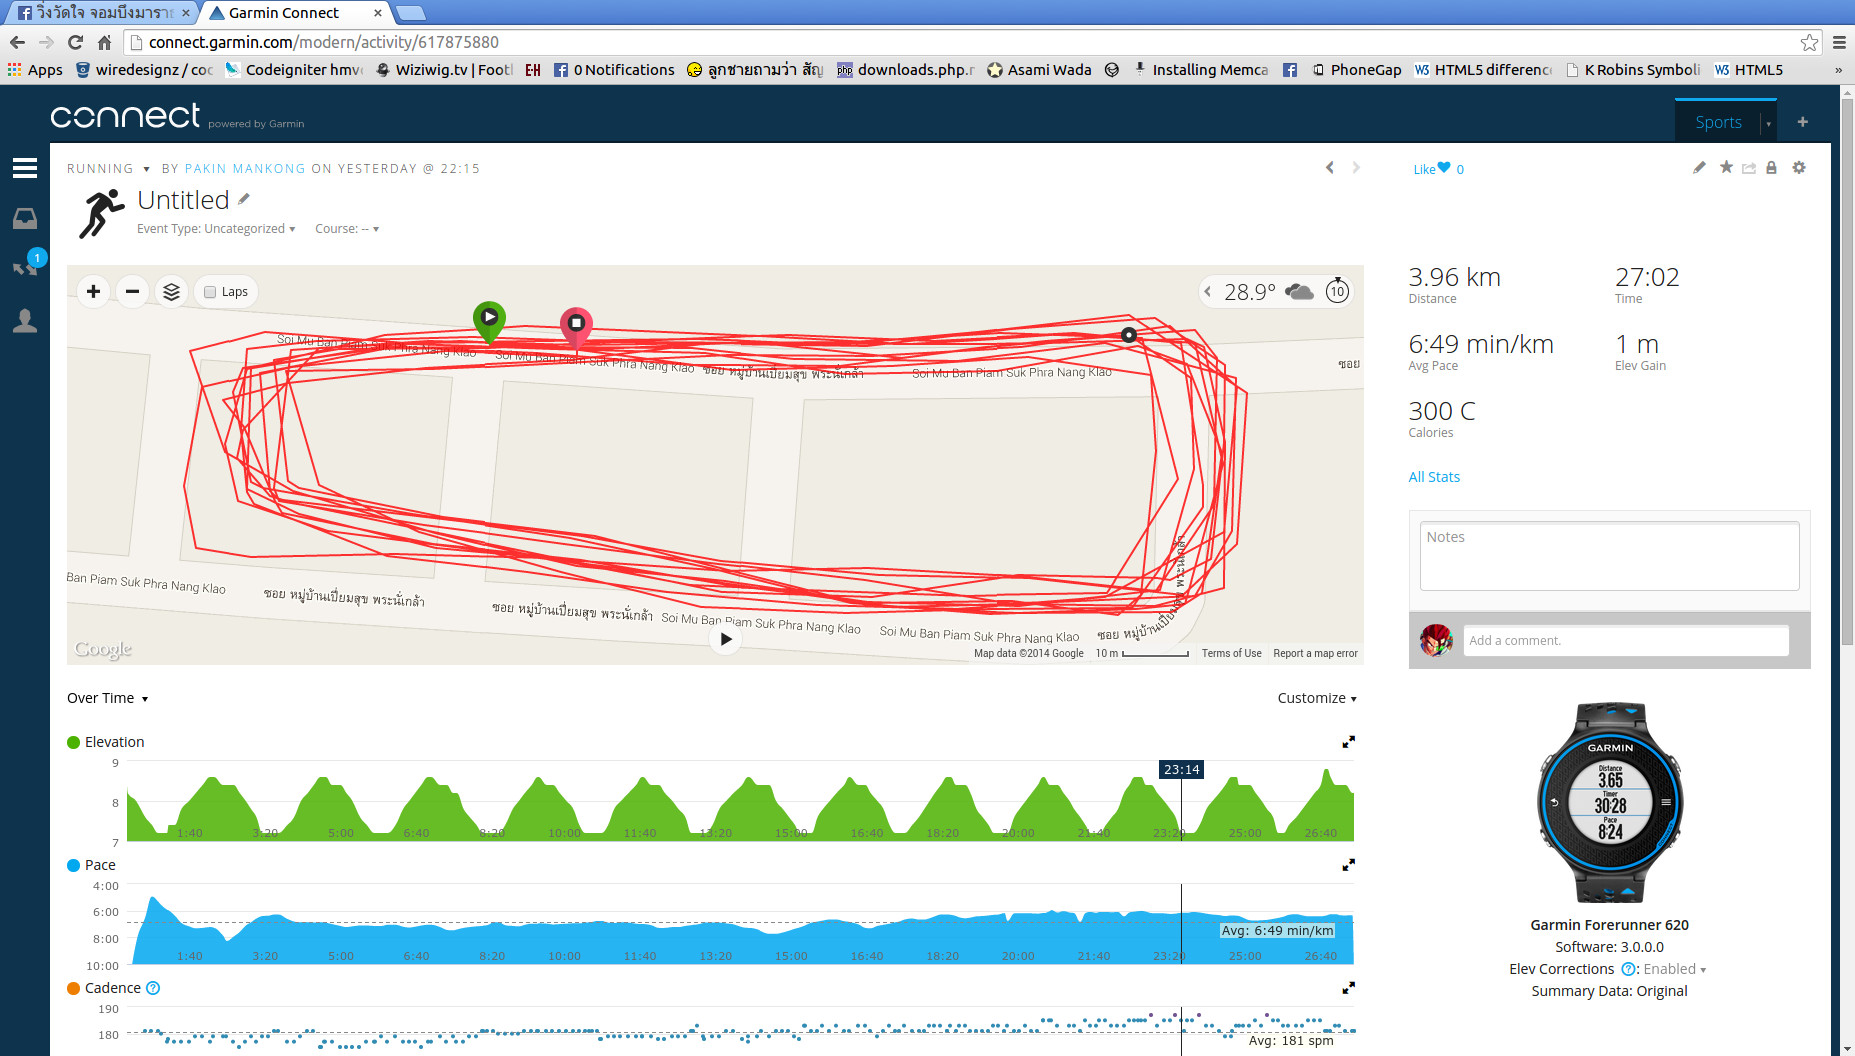 วิ่งวัดใจ จอมบึงมารา
Garmin Connect
connect.garmin.com/modern/activity/617875880
Apps
wiredesignz / co
Codeigniter hmv
Wiziwig.tv | Foot
E·H
0 Notifications
ลูกชายถามว่า สัญ
php
downloads.php.r
Asami Wada
Installing Memca
PhoneGap
W3 HTML5 differenc
K Robins Symboli
W3 HTML5
»
connect powered by Garmin
Sports
+
RUNNING BY PAKIN MANKONG ON YESTERDAY @ 22:15
Like 0
Untitled
Event Type: Uncategorized Course: --
1
Laps
28.9°
10
Soi Mu Ban Piam Suk Phra Nang Klao
Soi Mu Ban Piam Suk Phra Nang Klao
ซอย หมู่บ้านเปี่ยมสุข พระนั่งเกล้า
Soi Mu Ban Piam Suk Phra Nang Klao
ซอย
Ban Piam Suk Phra Nang Klao
ซอย หมู่บ้านเปี่ยมสุข พระนั่งเกล้า
ซอย หมู่บ้านเปี่ยมสุข พระนั่งเกล้า
Soi Mu Ban Piam Suk Phra Nang Klao
Soi Mu Ban Piam Suk Phra Nang Klao
ซอย หมู่บ้านเปี่ยมสุข พระนั่งเกล้า
Google
Map data ©2014 Google 10 m Terms of Use Report a map error
3.96 km
Distance
27:02
Time
6:49 min/km
Avg Pace
1 m
Elev Gain
300 C
Calories
All Stats
Notes
Add a comment.
Over Time
Customize
Elevation
9
8
7
23:14
1:40 3:20 5:00 6:40 8:20 10:00 11:40 13:20 15:00 16:40 18:20 20:00 21:40 23:20 25:00 26:40
Pace
4:00
6:00
8:00
10:00
Avg: 6:49 min/km
1:40 3:20 5:00 6:40 8:20 10:00 11:40 13:20 15:00 16:40 18:20 20:00 21:40 23:20 25:00 26:40
Cadence ?
190
180
Avg: 181 spm
GARMIN
Distance
3.65
Timer
30:28
Pace
8:24
Garmin Forerunner 620
Software: 3.0.0.0
Elev Corrections ?: Enabled
Summary Data: Original